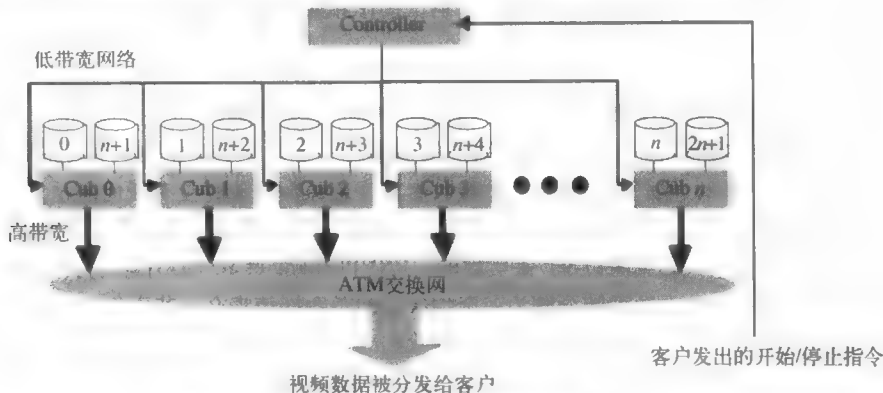 Controller
低带宽网络
0 n+1 1 n+2 2 n+3 3 n+4 n 2n+1
Cub 0 Cub 1 Cub 2 Cub 3 Cub n
高带宽
ATM交换网
客户发出的开始/停止指令
视频数据被分发给客户